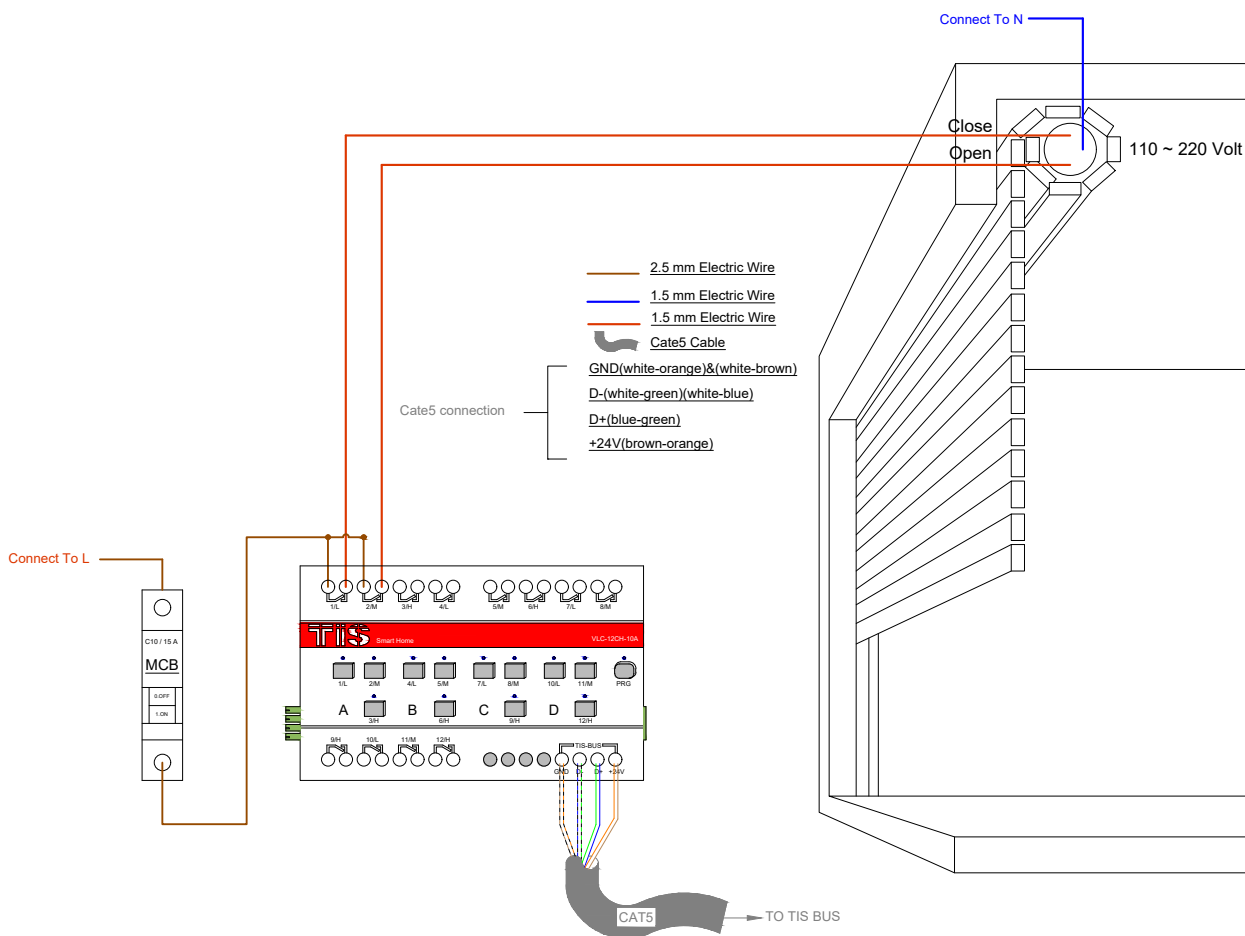 Connect To N
Close
Open
110 ~ 220 Volt
2.5 mm Electric Wire
1.5 mm Electric Wire
1.5 mm Electric Wire
Cate5 Cable
Cate5 connection
GND(white-orange)&(white-brown)
D-(white-green)(white-blue)
D+(blue-green)
+24V(brown-orange)
Connect To L
C10 / 15 A
MCB
0.OFF
1.ON
1/L 2/M 3/H 4/L 5/M 6/H 7/L 8/M
TIS Smart Home VLC-12CH-10A
1/L 2/M 4/L 5/M 7/L 8/M 10/L 11/M PRG
A B C D
3/H 6/H 9/H 12/H
9/H 10/L 11/M 12/H TIS-BUS
GND D- D+ +24V
CAT5
TO TIS BUS